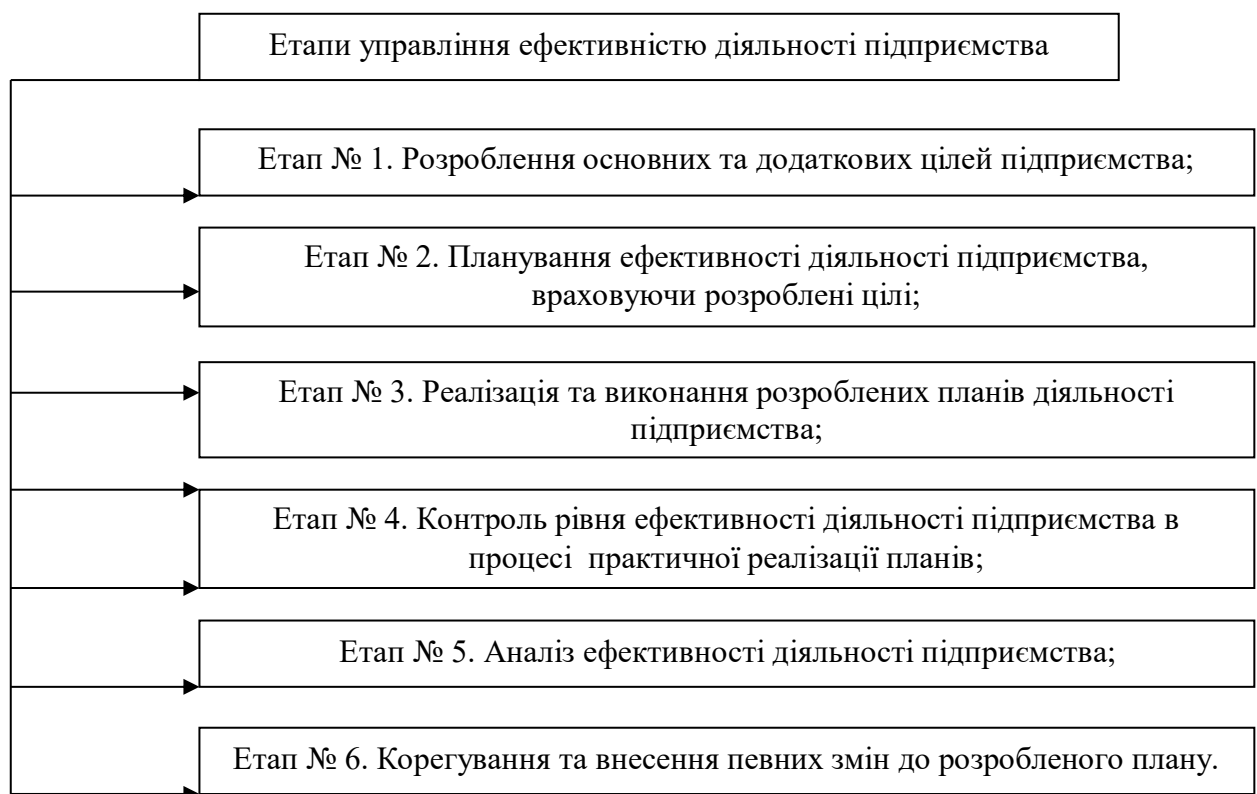 Етапи управління ефективністю діяльності підприємства
Етап № 1. Розроблення основних та додаткових цілей підприємства;
Етап № 2. Планування ефективності діяльності підприємства,
враховуючи розроблені цілі;
Етап № 3. Реалізація та виконання розроблених планів діяльності
підприємства;
Етап № 4. Контроль рівня ефективності діяльності підприємства в
процесі практичної реалізації планів;
Етап № 5. Аналіз ефективності діяльності підприємства;
Етап № 6. Корегування та внесення певних змін до розробленого плану.